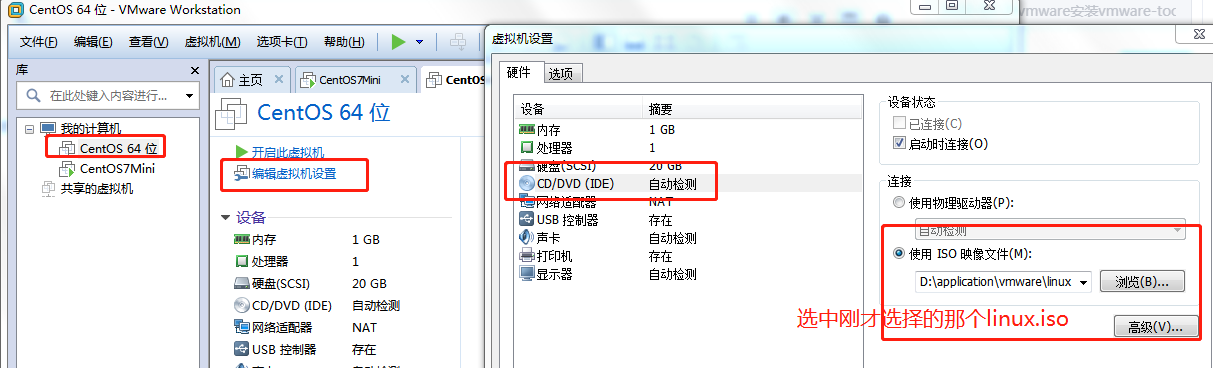 CentOS 64 位 - VMware Workstation
vmware安装vmware-too
文件(F) 编辑(E) 查看(V) 虚拟机(M) 选项卡(T) 帮助(H)
库
在此处键入内容进行...
我的计算机
CentOS 64 位
CentOS7Mini
共享的虚拟机
主页
CentOS7Mini
CentOS
CentOS 64 位
开启此虚拟机
编辑虚拟机设置
设备
内存 1 GB
处理器 1
硬盘(SCSI) 20 GB
CD/DVD (IDE) 自动检测
网络适配器 NAT
USB 控制器 存在
虚拟机设置
硬件 选项
设备 摘要
内存 1 GB
处理器 1
硬盘(SCSI) 20 GB
CD/DVD (IDE) 自动检测
网络适配器 NAT
USB 控制器 存在
声卡 自动检测
打印机 存在
显示器 自动检测
设备状态
已连接(C)
启动时连接(O)
连接
使用物理驱动器(P):
自动检测
使用 ISO 映像文件(M):
D:\application\vmware\linux
浏览(B)...
选中刚才选择的那个linux.iso
高级(V)...